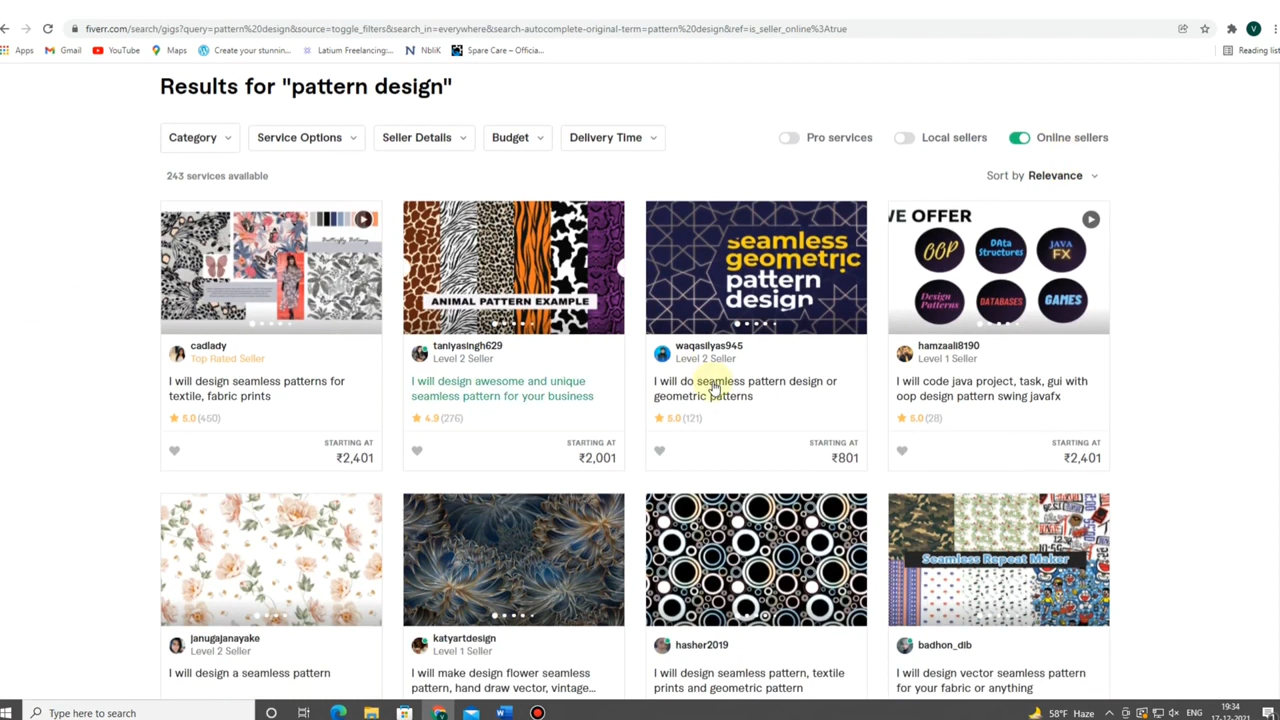 fiverr.com/search/gigs?query=pattern%20design&source=toggle_filters&search_in=everywhere&search-autocomplete-original-term=pattern%20design&ref=is_seller_online%3Atrue
V
Apps Gmail YouTube Maps Create your stunnin... Latium Freelancing:... NbliK Spare Care – Officia... Reading list
Results for "pattern design"
Category Service Options Seller Details Budget Delivery Time Pro services Local sellers Online sellers
243 services available Sort by Relevance
ANIMAL PATTERN EXAMPLE
seamless
geometric
pattern
design
WE OFFER
OOP
DAta
Structures
JAVA
FX
Design
Patterns
DATABASES
GAMES
cadlady
Top Rated Seller
I will design seamless patterns for
textile, fabric prints
5.0 (450)
STARTING AT
₹2,401
taniyasingh629
Level 2 Seller
I will design awesome and unique
seamless pattern for your business
4.9 (276)
STARTING AT
₹2,001
waqasilyas945
Level 2 Seller
I will do seamless pattern design or
geometric patterns
5.0 (121)
STARTING AT
₹801
hamzaali8190
Level 1 Seller
I will code java project, task, gui with
oop design pattern swing javafx
5.0 (28)
STARTING AT
₹2,401
Seamless Repeat Maker
janugajanayake
Level 2 Seller
I will design a seamless pattern
katyartdesign
Level 1 Seller
I will make design flower seamless
pattern, hand draw vector, vintage...
hasher2019
I will design seamless pattern, textile
prints and geometric pattern
badhon_dib
I will design vector seamless pattern
for your fabric or anything
Type here to search
58°F Haze ENG
19:34
17-12-2021